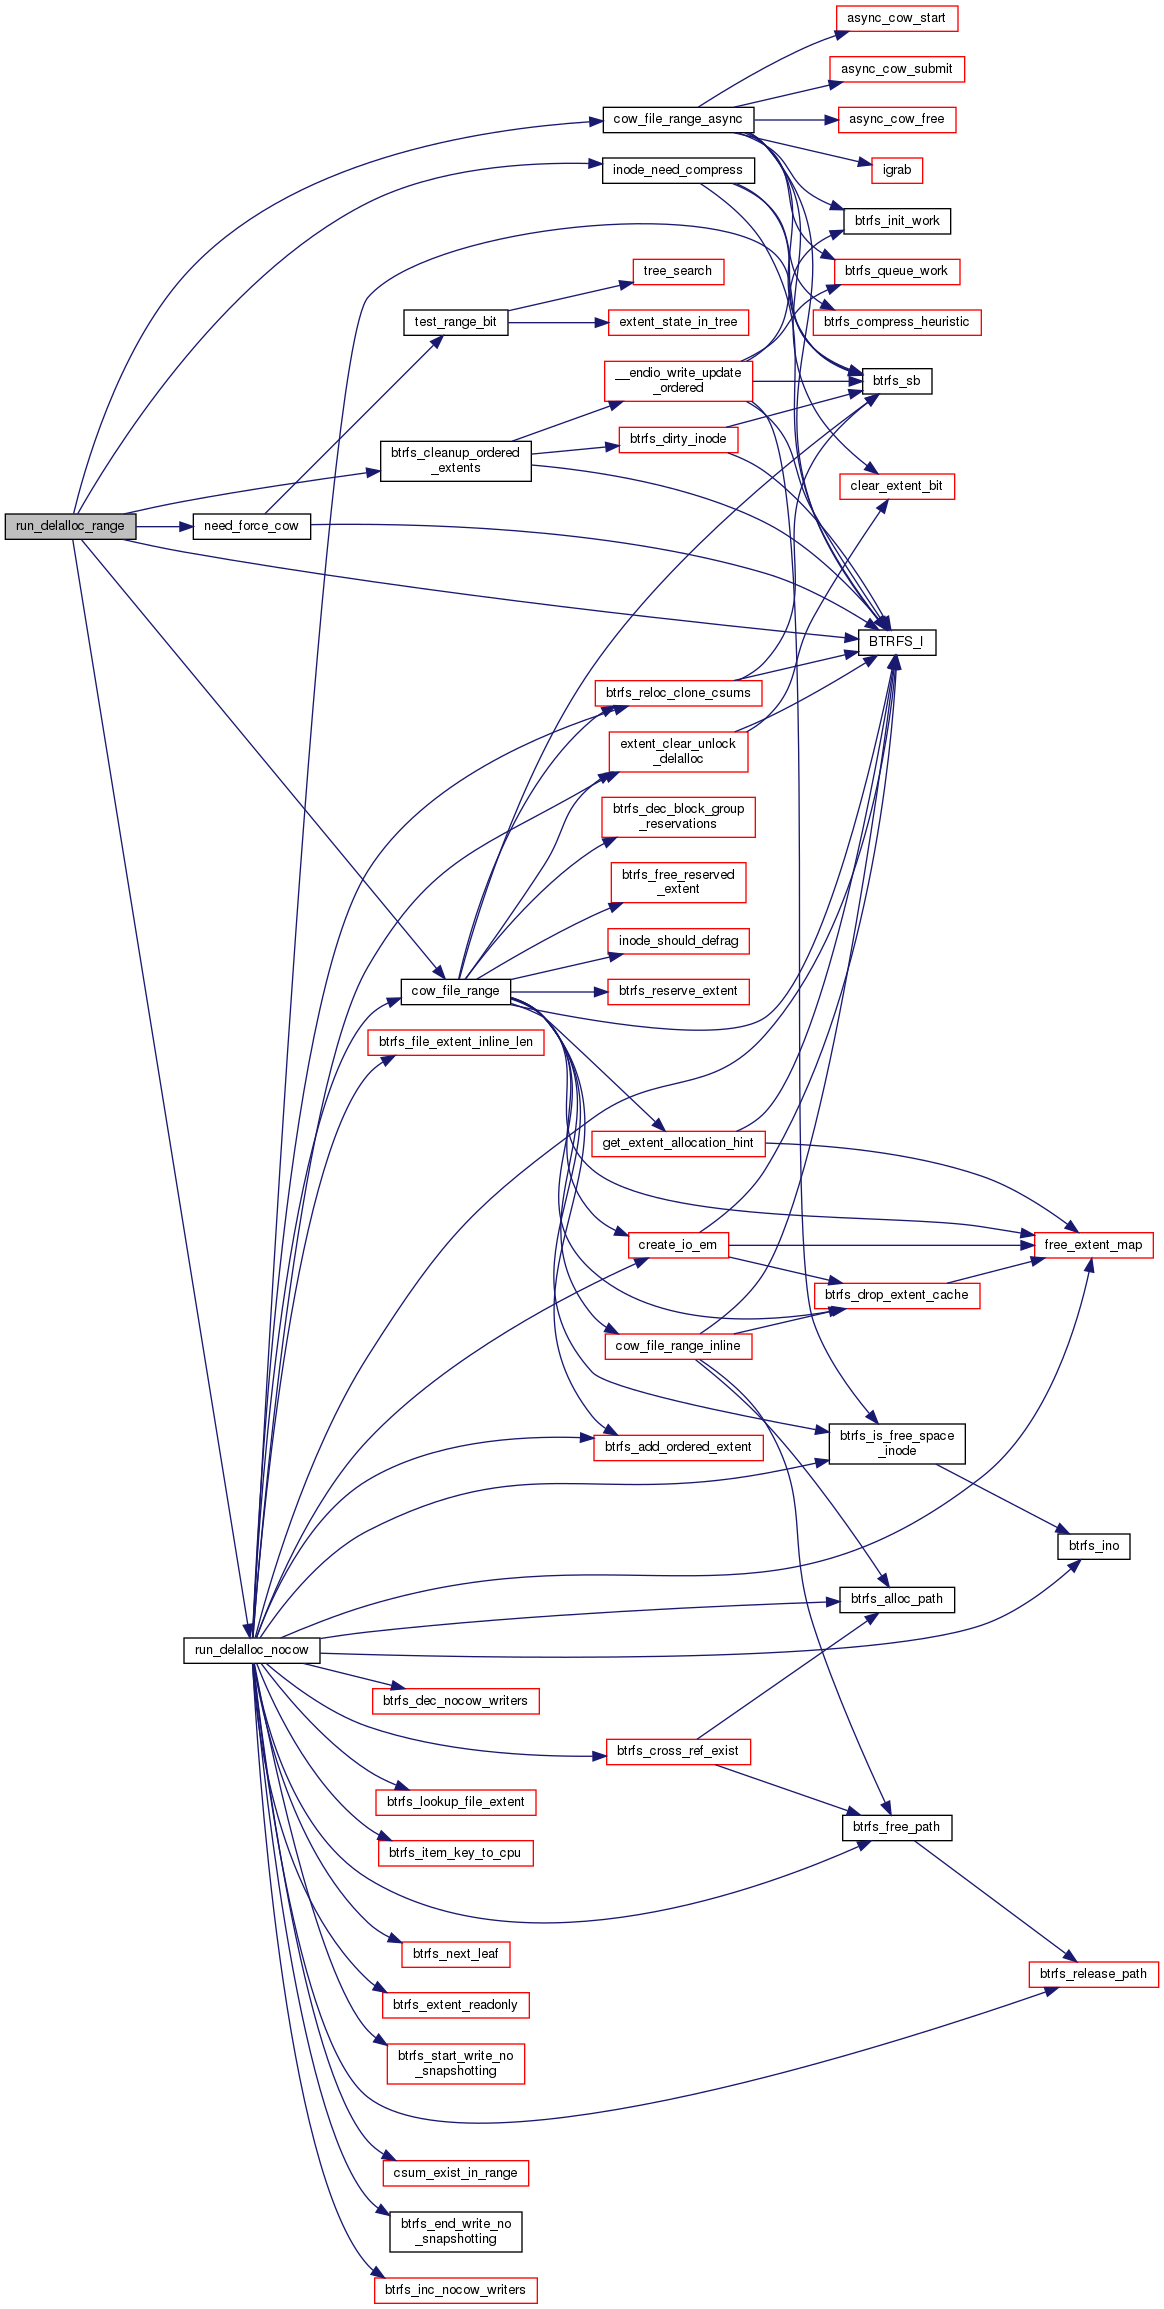 async_cow_start
async_cow_submit
cow_file_range_async
async_cow_free
inode_need_compress
igrab
btrfs_init_work
tree_search
btrfs_queue_work
test_range_bit
extent_state_in_tree
btrfs_compress_heuristic
__endio_write_update
_ordered
btrfs_sb
btrfs_dirty_inode
btrfs_cleanup_ordered
_extents
clear_extent_bit
run_delalloc_range
need_force_cow
BTRFS_I
btrfs_reloc_clone_csums
extent_clear_unlock
_delalloc
btrfs_dec_block_group
_reservations
btrfs_free_reserved
_extent
inode_should_defrag
cow_file_range
btrfs_reserve_extent
btrfs_file_extent_inline_len
get_extent_allocation_hint
create_io_em
free_extent_map
btrfs_drop_extent_cache
cow_file_range_inline
btrfs_add_ordered_extent
btrfs_is_free_space
_inode
btrfs_ino
btrfs_alloc_path
run_delalloc_nocow
btrfs_dec_nocow_writers
btrfs_cross_ref_exist
btrfs_lookup_file_extent
btrfs_free_path
btrfs_item_key_to_cpu
btrfs_next_leaf
btrfs_release_path
btrfs_extent_readonly
btrfs_start_write_no
_snapshotting
csum_exist_in_range
btrfs_end_write_no
_snapshotting
btrfs_inc_nocow_writers